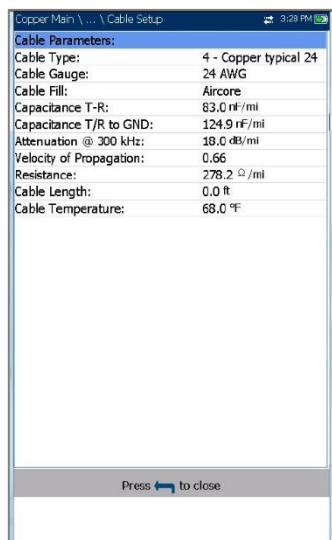 Copper Main \ ... \ Cable Setup 3:28 PM
Cable Parameters:
Cable Type: 4 - Copper typical 24
Cable Gauge: 24 AWG
Cable Fill: Aircore
Capacitance T-R: 83.0 nF/mi
Capacitance T/R to GND: 124.9 nF/mi
Attenuation @ 300 kHz: 18.0 dB/mi
Velocity of Propagation: 0.66
Resistance: 278.2 Ω/mi
Cable Length: 0.0 ft
Cable Temperature: 68.0 °F
Press to close